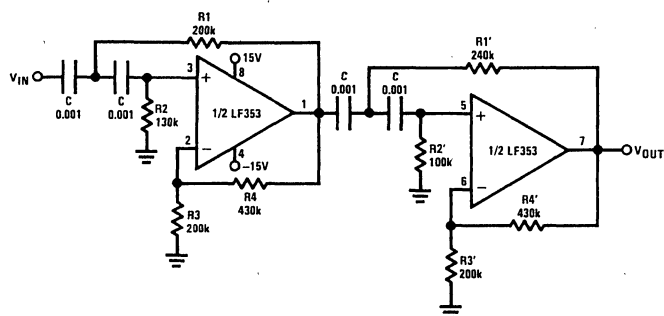 R1
200k
15V
8
VIN
C
0.001
C
0.001
R2
130k
3
+
1/2 LF353
1
2
−
4
−15V
R4
430k
R3
200k
R1′
240k
C
0.001
C
0.001
R2′
100k
5
+
1/2 LF353
7
VOUT
6
−
R4′
430k
R3′
200k